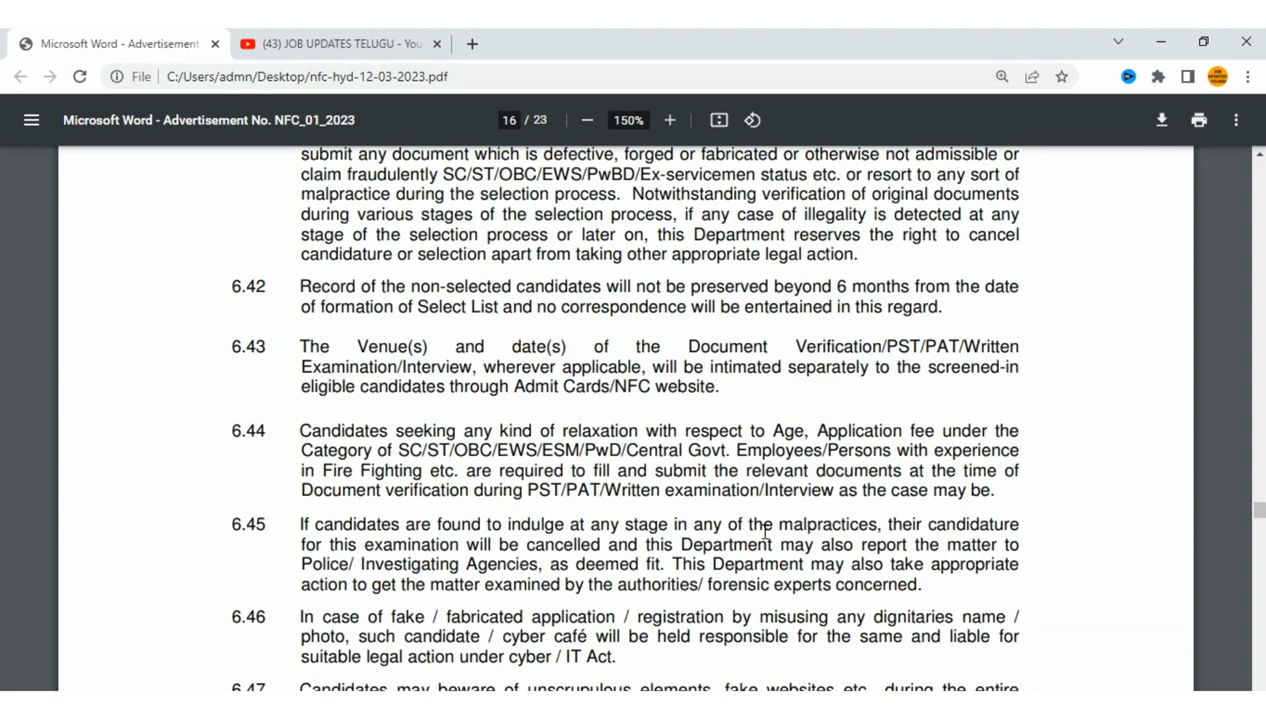 Microsoft Word - Advertisement
(43) JOB UPDATES TELUGU - You
File
C:/Users/admn/Desktop/nfc-hyd-12-03-2023.pdf
Microsoft Word - Advertisement No. NFC_01_2023
16 / 23
150%
submit any document which is defective, forged or fabricated or otherwise not admissible or
claim fraudulently SC/ST/OBC/EWS/PwBD/Ex-servicemen status etc. or resort to any sort of
malpractice during the selection process. Notwithstanding verification of original documents
during various stages of the selection process, if any case of illegality is detected at any
stage of the selection process or later on, this Department reserves the right to cancel
candidature or selection apart from taking other appropriate legal action.
6.42 Record of the non-selected candidates will not be preserved beyond 6 months from the date
of formation of Select List and no correspondence will be entertained in this regard.
6.43 The Venue(s) and date(s) of the Document Verification/PST/PAT/Written
Examination/Interview, wherever applicable, will be intimated separately to the screened-in
eligible candidates through Admit Cards/NFC website.
6.44 Candidates seeking any kind of relaxation with respect to Age, Application fee under the
Category of SC/ST/OBC/EWS/ESM/PwD/Central Govt. Employees/Persons with experience
in Fire Fighting etc. are required to fill and submit the relevant documents at the time of
Document verification during PST/PAT/Written examination/Interview as the case may be.
6.45 If candidates are found to indulge at any stage in any of the malpractices, their candidature
for this examination will be cancelled and this Department may also report the matter to
Police/ Investigating Agencies, as deemed fit. This Department may also take appropriate
action to get the matter examined by the authorities/ forensic experts concerned.
6.46 In case of fake / fabricated application / registration by misusing any dignitaries name /
photo, such candidate / cyber café will be held responsible for the same and liable for
suitable legal action under cyber / IT Act.
6.47 Candidates may beware of unscrupulous elements, fake websites etc. during the entire